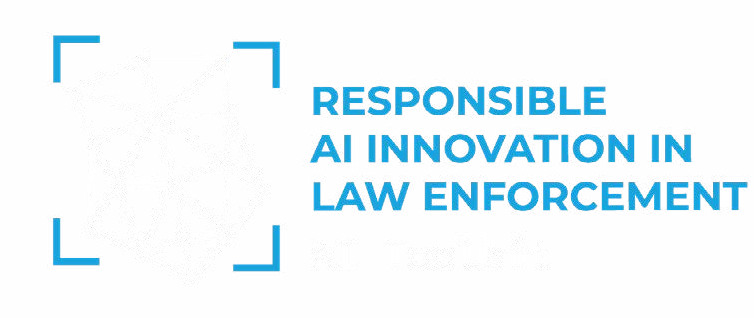 RESPONSIBLE
AI INNOVATION IN
LAW ENFORCEMENT